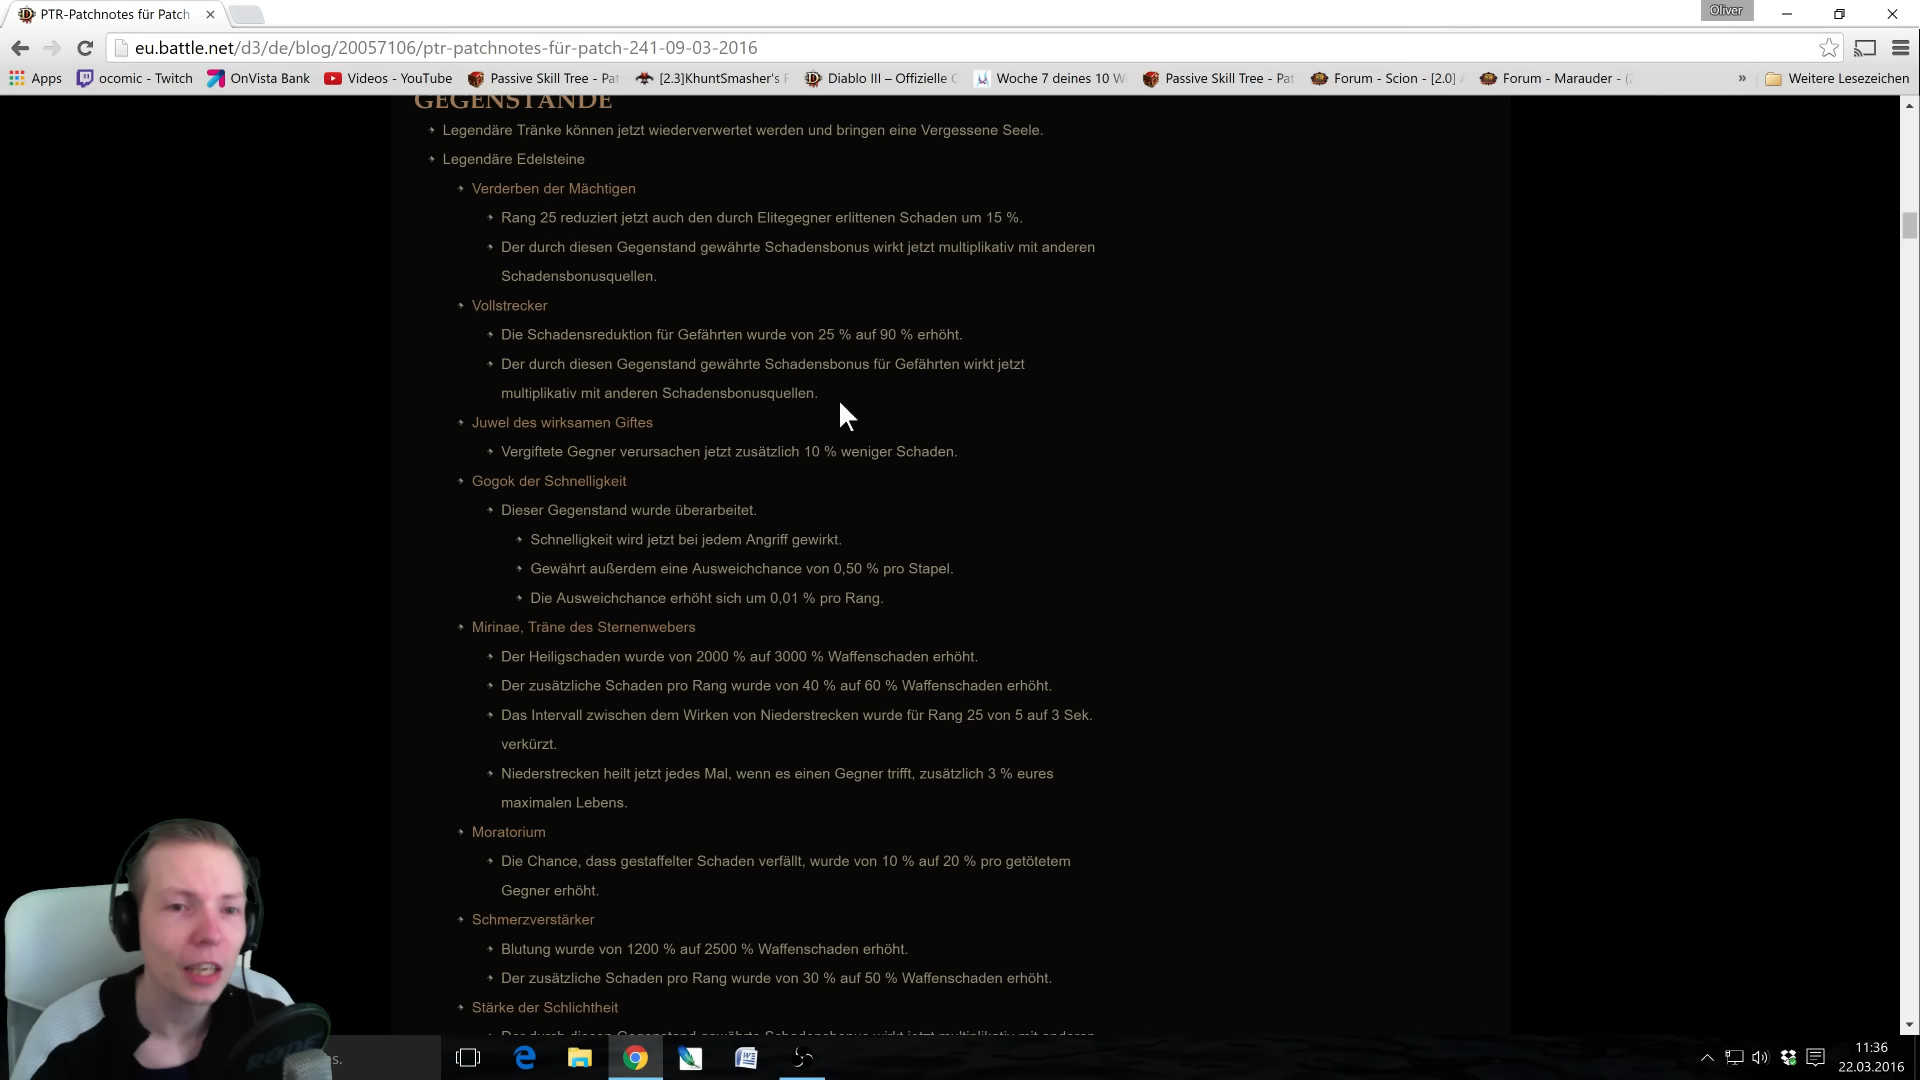 PTR-Patchnotes für Patch
Oliver
eu.battle.net/d3/de/blog/20057106/ptr-patchnotes-für-patch-241-09-03-2016
Apps ocomic - Twitch OnVista Bank Videos - YouTube Passive Skill Tree - Pat [2.3]KhuntSmasher's Diablo III – Offizielle Woche 7 deines 10 W Passive Skill Tree - Pat Forum - Scion - [2.0] Forum - Marauder - » Weitere Lesezeichen
GEGENSTÄNDE
Legendäre Tränke können jetzt wiederverwertet werden und bringen eine Vergessene Seele.
Legendäre Edelsteine
Verderben der Mächtigen
Rang 25 reduziert jetzt auch den durch Elitegegner erlittenen Schaden um 15 %.
Der durch diesen Gegenstand gewährte Schadensbonus wirkt jetzt multiplikativ mit anderen
Schadensbonusquellen.
Vollstrecker
Die Schadensreduktion für Gefährten wurde von 25 % auf 90 % erhöht.
Der durch diesen Gegenstand gewährte Schadensbonus für Gefährten wirkt jetzt
multiplikativ mit anderen Schadensbonusquellen.
Juwel des wirksamen Giftes
Vergiftete Gegner verursachen jetzt zusätzlich 10 % weniger Schaden.
Gogok der Schnelligkeit
Dieser Gegenstand wurde überarbeitet.
Schnelligkeit wird jetzt bei jedem Angriff gewirkt.
Gewährt außerdem eine Ausweichchance von 0,50 % pro Stapel.
Die Ausweichchance erhöht sich um 0,01 % pro Rang.
Mirinae, Träne des Sternenwebers
Der Heiligschaden wurde von 2000 % auf 3000 % Waffenschaden erhöht.
Der zusätzliche Schaden pro Rang wurde von 40 % auf 60 % Waffenschaden erhöht.
Das Intervall zwischen dem Wirken von Niederstrecken wurde für Rang 25 von 5 auf 3 Sek.
verkürzt.
Niederstrecken heilt jetzt jedes Mal, wenn es einen Gegner trifft, zusätzlich 3 % eures
maximalen Lebens.
Moratorium
Die Chance, dass gestaffelter Schaden verfällt, wurde von 10 % auf 20 % pro getötetem
Gegner erhöht.
Schmerzverstärker
Blutung wurde von 1200 % auf 2500 % Waffenschaden erhöht.
Der zusätzliche Schaden pro Rang wurde von 30 % auf 50 % Waffenschaden erhöht.
Stärke der Schlichtheit
Der durch diesen Gegenstand gewährte Schadensbonus wirkt jetzt multiplikativ mit anderen
RODE
s.
11:36
22.03.2016